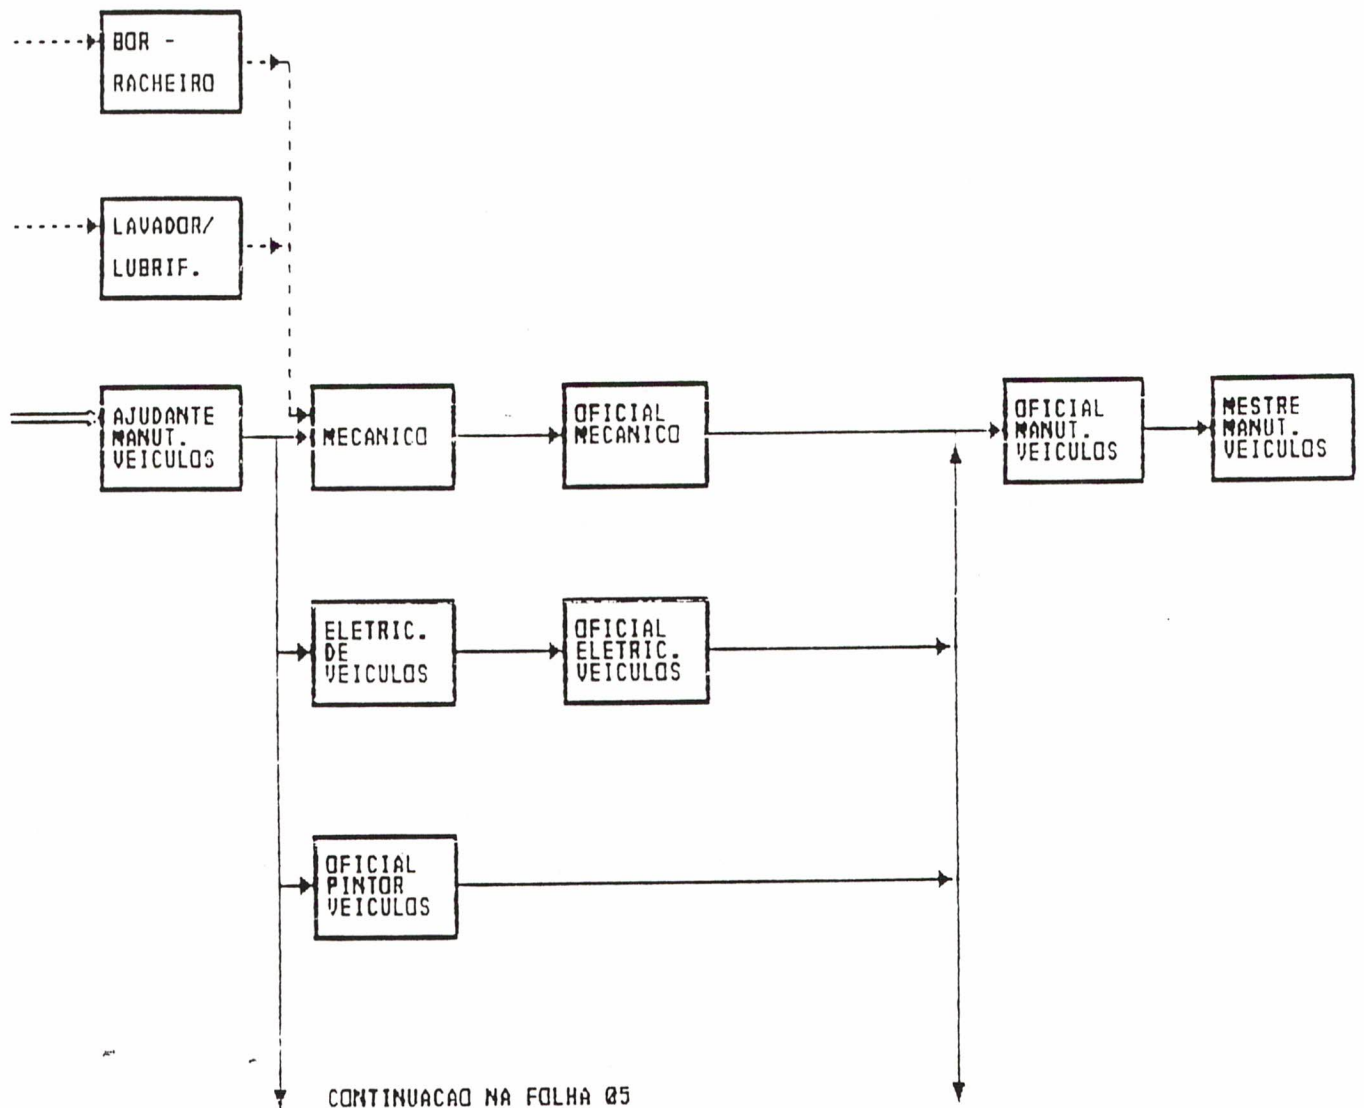 BOR -
RACHEIRO
LAVADOR/
LUBRIF.
AJUDANTE
MANUT.
VEICULOS
MECANICO
OFICIAL
MECANICO
OFICIAL
MANUT.
VEICULOS
MESTRE
MANUT.
VEICULOS
ELETRIC.
DE
VEICULOS
OFICIAL
ELETRIC.
VEICULOS
OFICIAL
PINTOR
VEICULOS
CONTINUACAO NA FOLHA 05